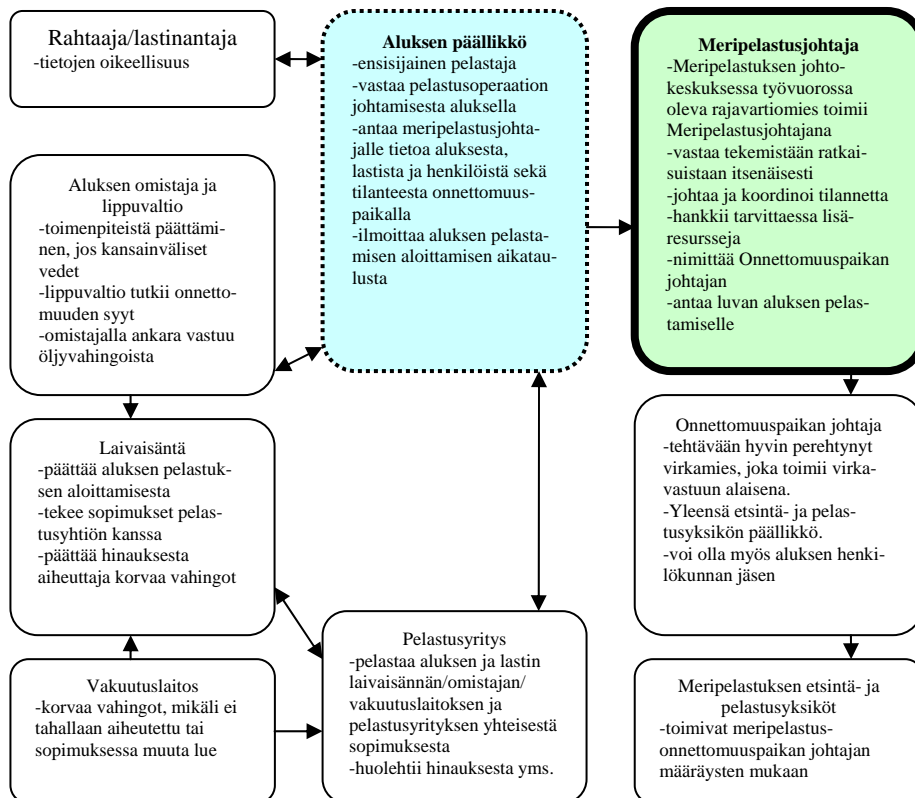 Rahtaaja/lastinantaja
-tietojen oikeellisuus
Aluksen päällikkö
-ensisijainen pelastaja
-vastaa pelastusoperaation
johtamisesta aluksella
-antaa meripelastusjohta-
jalle tietoa aluksesta,
lastista ja henkilöistä sekä
tilanteesta onnettomuus-
paikalla
-ilmoittaa aluksen pelasta-
misen aloittamisen aikatau-
lusta
Meripelastusjohtaja
-Meripelastuksen johto-
keskuksessa työvuorossa
oleva rajavartiomies toimii
Meripelastusjohtajana
-vastaa tekemistään ratkai-
suistaan itsenäisesti
-johtaa ja koordinoi tilannetta
-hankkii tarvittaessa lisä-
resursseja
-nimittää Onnettomuuspaikan
johtajan
-antaa luvan aluksen pelas-
tamiselle
Aluksen omistaja ja
lippuvaltio
-toimenpiteistä päättämi-
nen, jos kansainväliset
vedet
-lippuvaltio tutkii onnetto-
muuden syyt
-omistajalla ankara vastuu
öljyvahingoista
Laivaisäntä
-päättää aluksen pelastuk-
sen aloittamisesta
-tekee sopimukset pelas-
tusyhtiön kanssa
-päättää hinauksesta
aiheuttaja korvaa vahingot
Onnettomuuspaikan johtaja
-tehtävään hyvin perehtynyt
virkamies, joka toimii virka-
vastuun alaisena.
-Yleensä etsintä- ja pelas-
tusyksikön päällikkö.
-voi olla myös aluksen henki-
lökunnan jäsen
Vakuutuslaitos
-korvaa vahingot, mikäli ei
tahallaan aiheutettu tai
sopimuksessa muuta lue
Pelastusyritys
-pelastaa aluksen ja lastin
laivaisännän/omistajan/
vakuutuslaitoksen ja
pelastusyrityksen yhteisestä
sopimuksesta
-huolehtii hinauksesta yms.
Meripelastuksen etsintä- ja
pelastusyksiköt
-toimivat meripelastus-
onnettomuuspaikan johtajan
määräysten mukaan